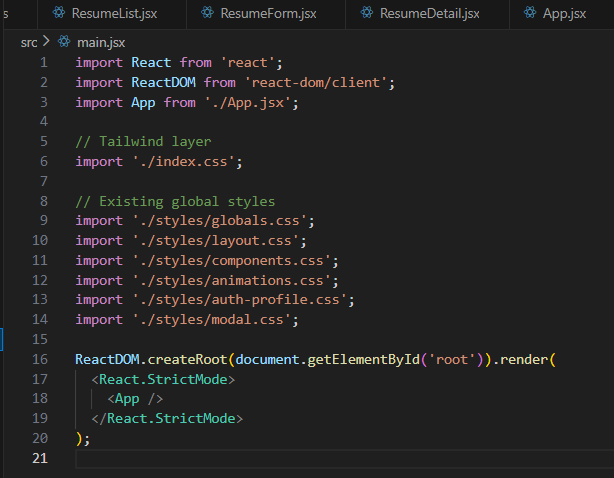 s ResumeList.jsx ResumeForm.jsx ResumeDetail.jsx App.jsx
src > main.jsx
1 import React from 'react';
2 import ReactDOM from 'react-dom/client';
3 import App from './App.jsx';
4
5 // Tailwind layer
6 import './index.css';
7
8 // Existing global styles
9 import './styles/globals.css';
10 import './styles/layout.css';
11 import './styles/components.css';
12 import './styles/animations.css';
13 import './styles/auth-profile.css';
14 import './styles/modal.css';
15
16 ReactDOM.createRoot(document.getElementById('root')).render(
17   <React.StrictMode>
18     <App />
19   </React.StrictMode>
20 );
21